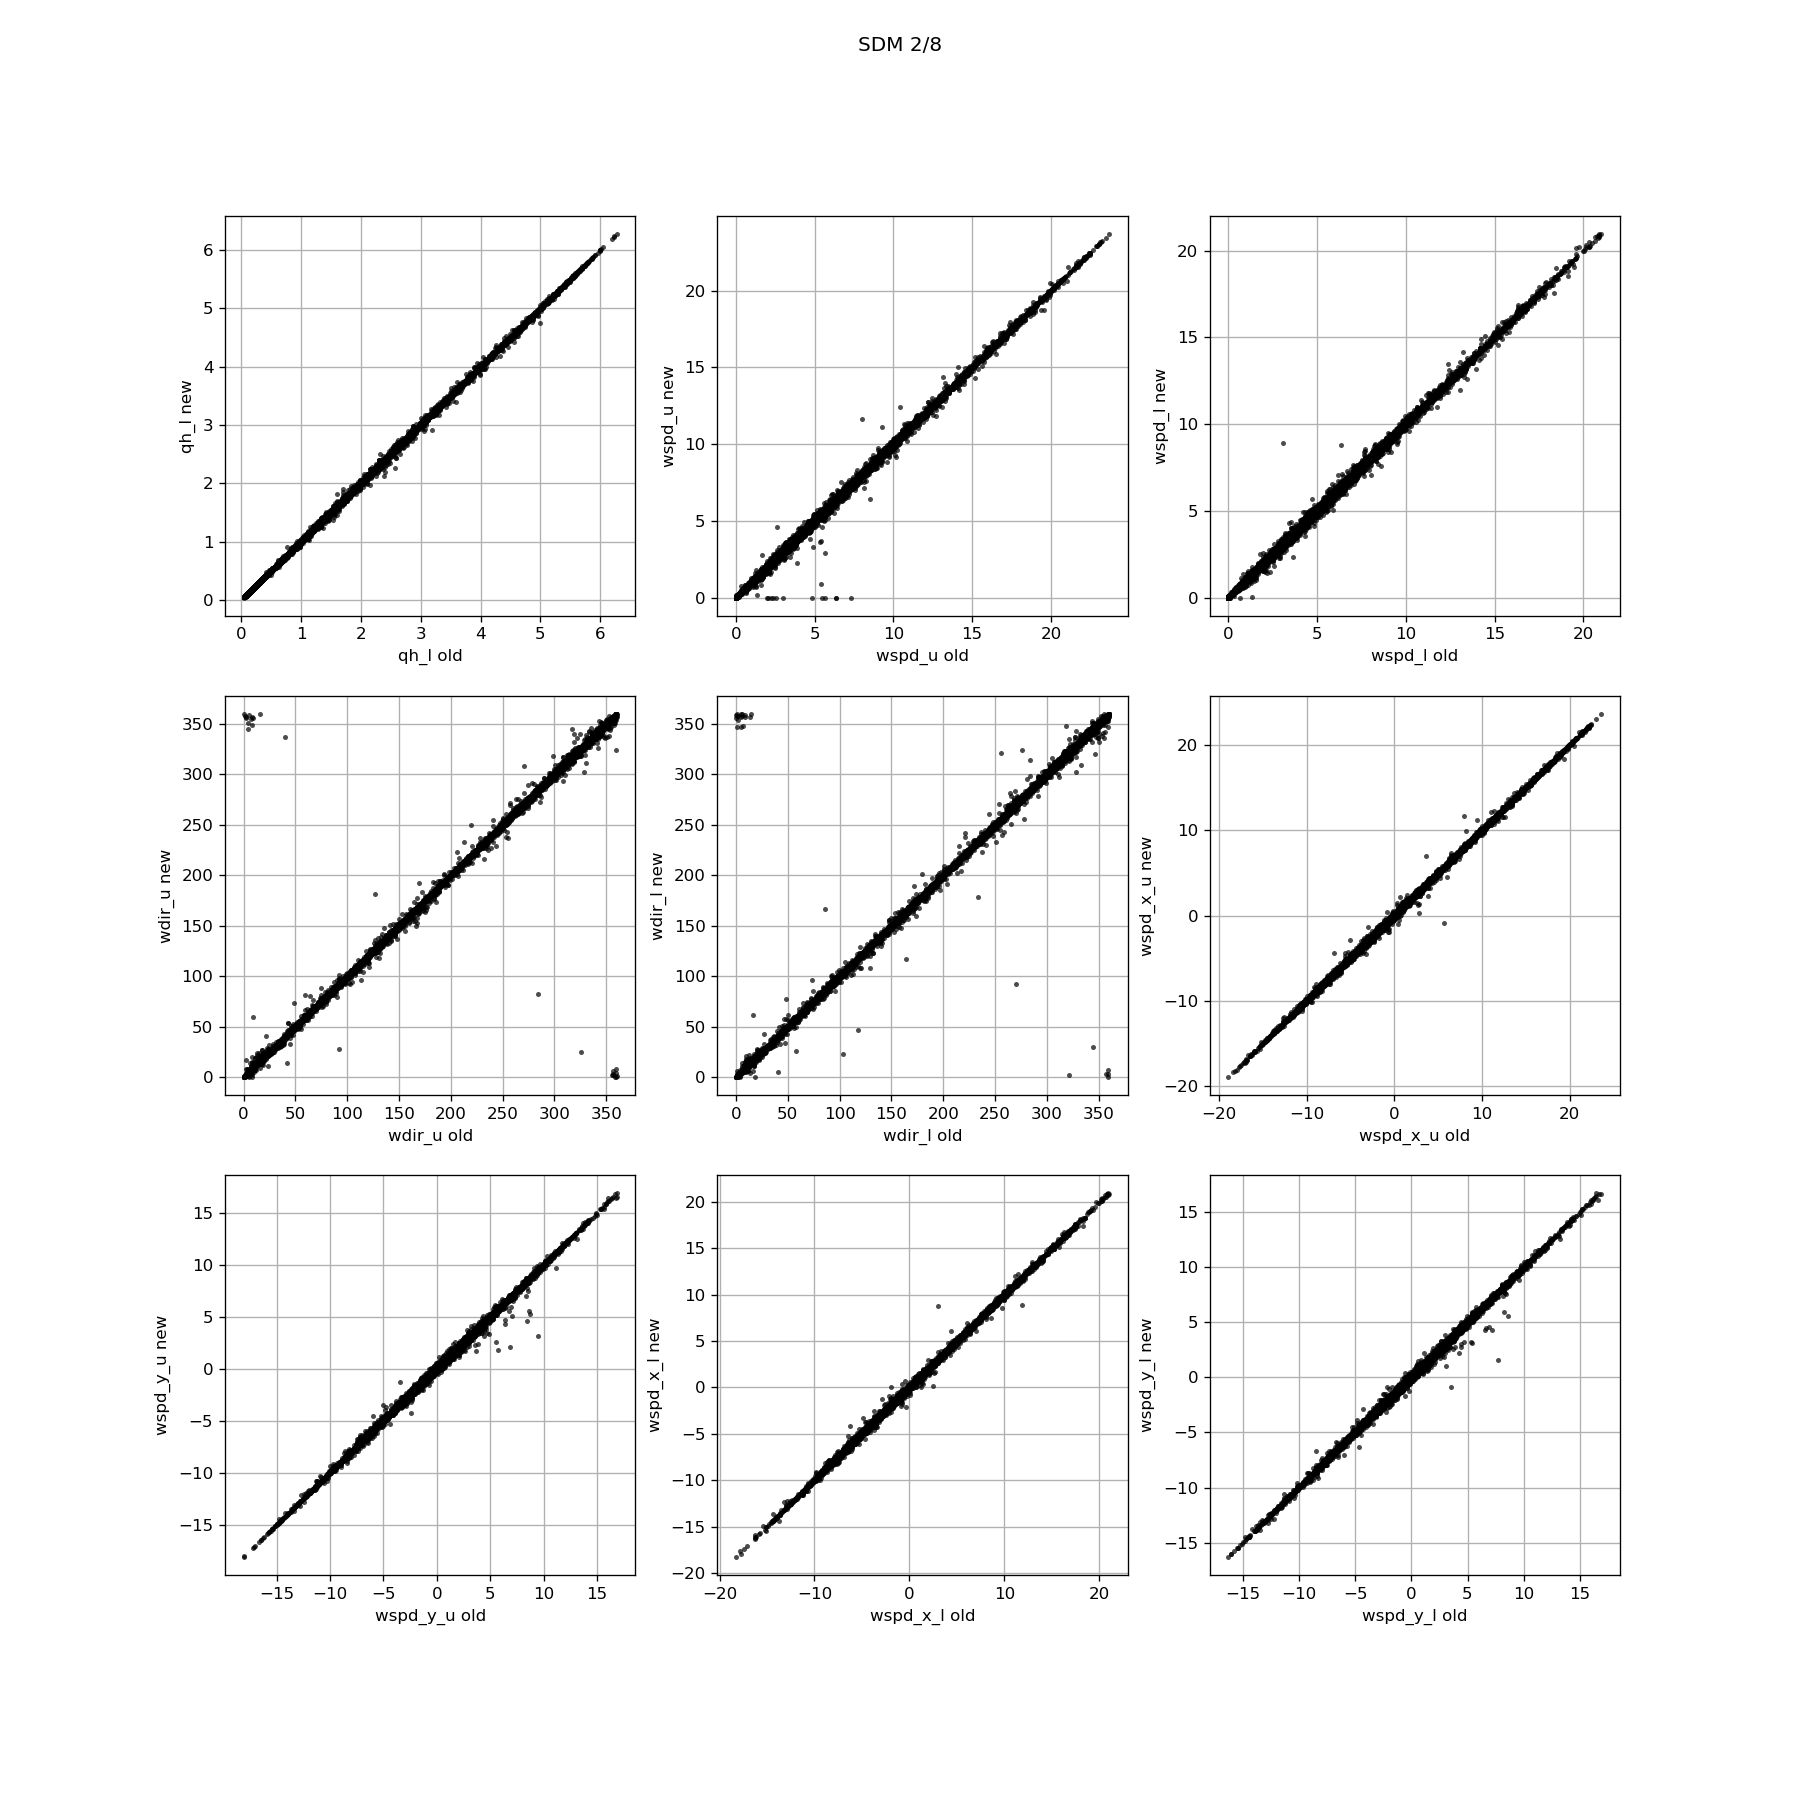 SDM 2/8
qh_l new
6
5
4
3
2
1
0
0 1 2 3 4 5 6
qh_l old
wspd_u new
20
15
10
5
0
0 5 10 15 20
wspd_u old
wspd_l new
20
15
10
5
0
0 5 10 15 20
wspd_l old
wdir_u new
350
300
250
200
150
100
50
0
0 50 100 150 200 250 300 350
wdir_u old
wdir_l new
350
300
250
200
150
100
50
0
0 50 100 150 200 250 300 350
wdir_l old
wspd_x_u new
20
10
0
−10
−20
−20 −10 0 10 20
wspd_x_u old
wspd_y_u new
15
10
5
0
−5
−10
−15
−15 −10 −5 0 5 10 15
wspd_y_u old
wspd_x_l new
20
15
10
5
0
−5
−10
−15
−20
−20 −10 0 10 20
wspd_x_l old
wspd_y_l new
15
10
5
0
−5
−10
−15
−15 −10 −5 0 5 10 15
wspd_y_l old